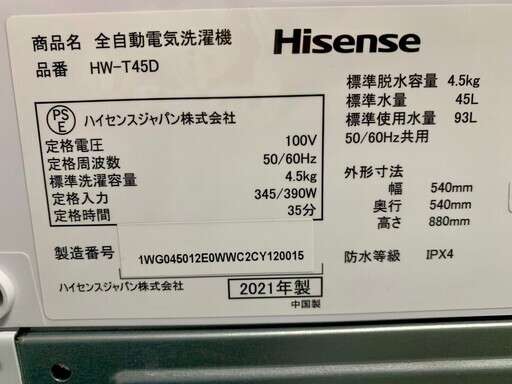 商品名 全自動電気洗濯機
品番 HW-T45D
Hisense
PS
E
ハイセンスジャパン株式会社
定格電圧 100V
定格周波数 50/60Hz
標準洗濯容量 4.5kg
定格入力 345/390W
定格時間 35分
製造番号 1WG045012E0WWC2CY120015
ハイセンスジャパン株式会社
2021年製
中国製
標準脱水容量 4.5kg
標準水量 45L
標準使用水量 93L
50/60Hz共用
外形寸法
幅 540mm
奥行 540mm
高さ 880mm
防水等級 IPX4